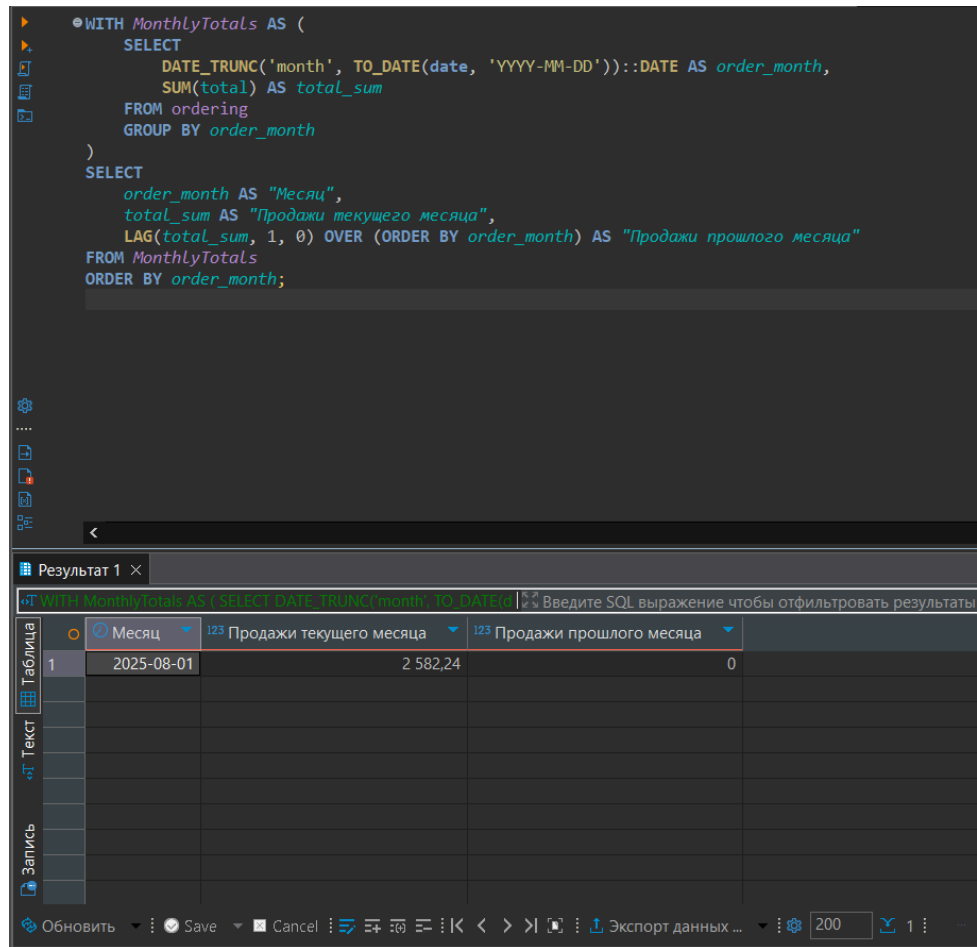 WITH MonthlyTotals AS (
SELECT
DATE_TRUNC('month', TO_DATE(date, 'YYYY-MM-DD'))::DATE AS order_month,
SUM(total) AS total_sum
FROM ordering
GROUP BY order_month
)
SELECT
order_month AS "Месяц",
total_sum AS "Продажи текущего месяца",
LAG(total_sum, 1, 0) OVER (ORDER BY order_month) AS "Продажи прошлого месяца"
FROM MonthlyTotals
ORDER BY order_month;
Результат 1
WITH MonthlyTotals AS ( SELECT DATE_TRUNC('month', TO_DATE(d Введите SQL выражение чтобы отфильтровать результаты
Таблица
Текст
Запись
Месяц 123 Продажи текущего месяца 123 Продажи прошлого месяца
1 2025-08-01 2 582,24 0
Обновить Save Cancel Экспорт данных ... 200 1